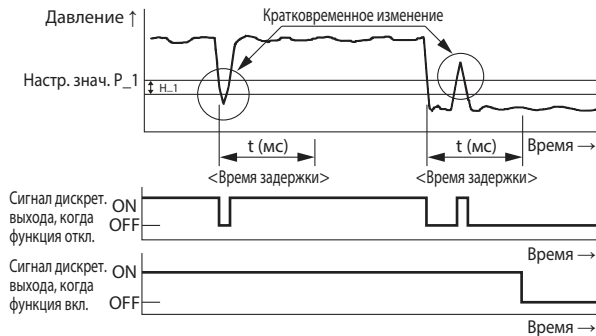 Давление ↑
Кратковременное изменение
Настр. знач. P_1
H_1
t (мс)
t (мс)
Время →
<Время задержки>
<Время задержки>
Сигнал дискрет.
выхода, когда
функция откл.
ON
OFF
Время →
Сигнал дискрет.
выхода, когда
функция вкл.
ON
OFF
Время →